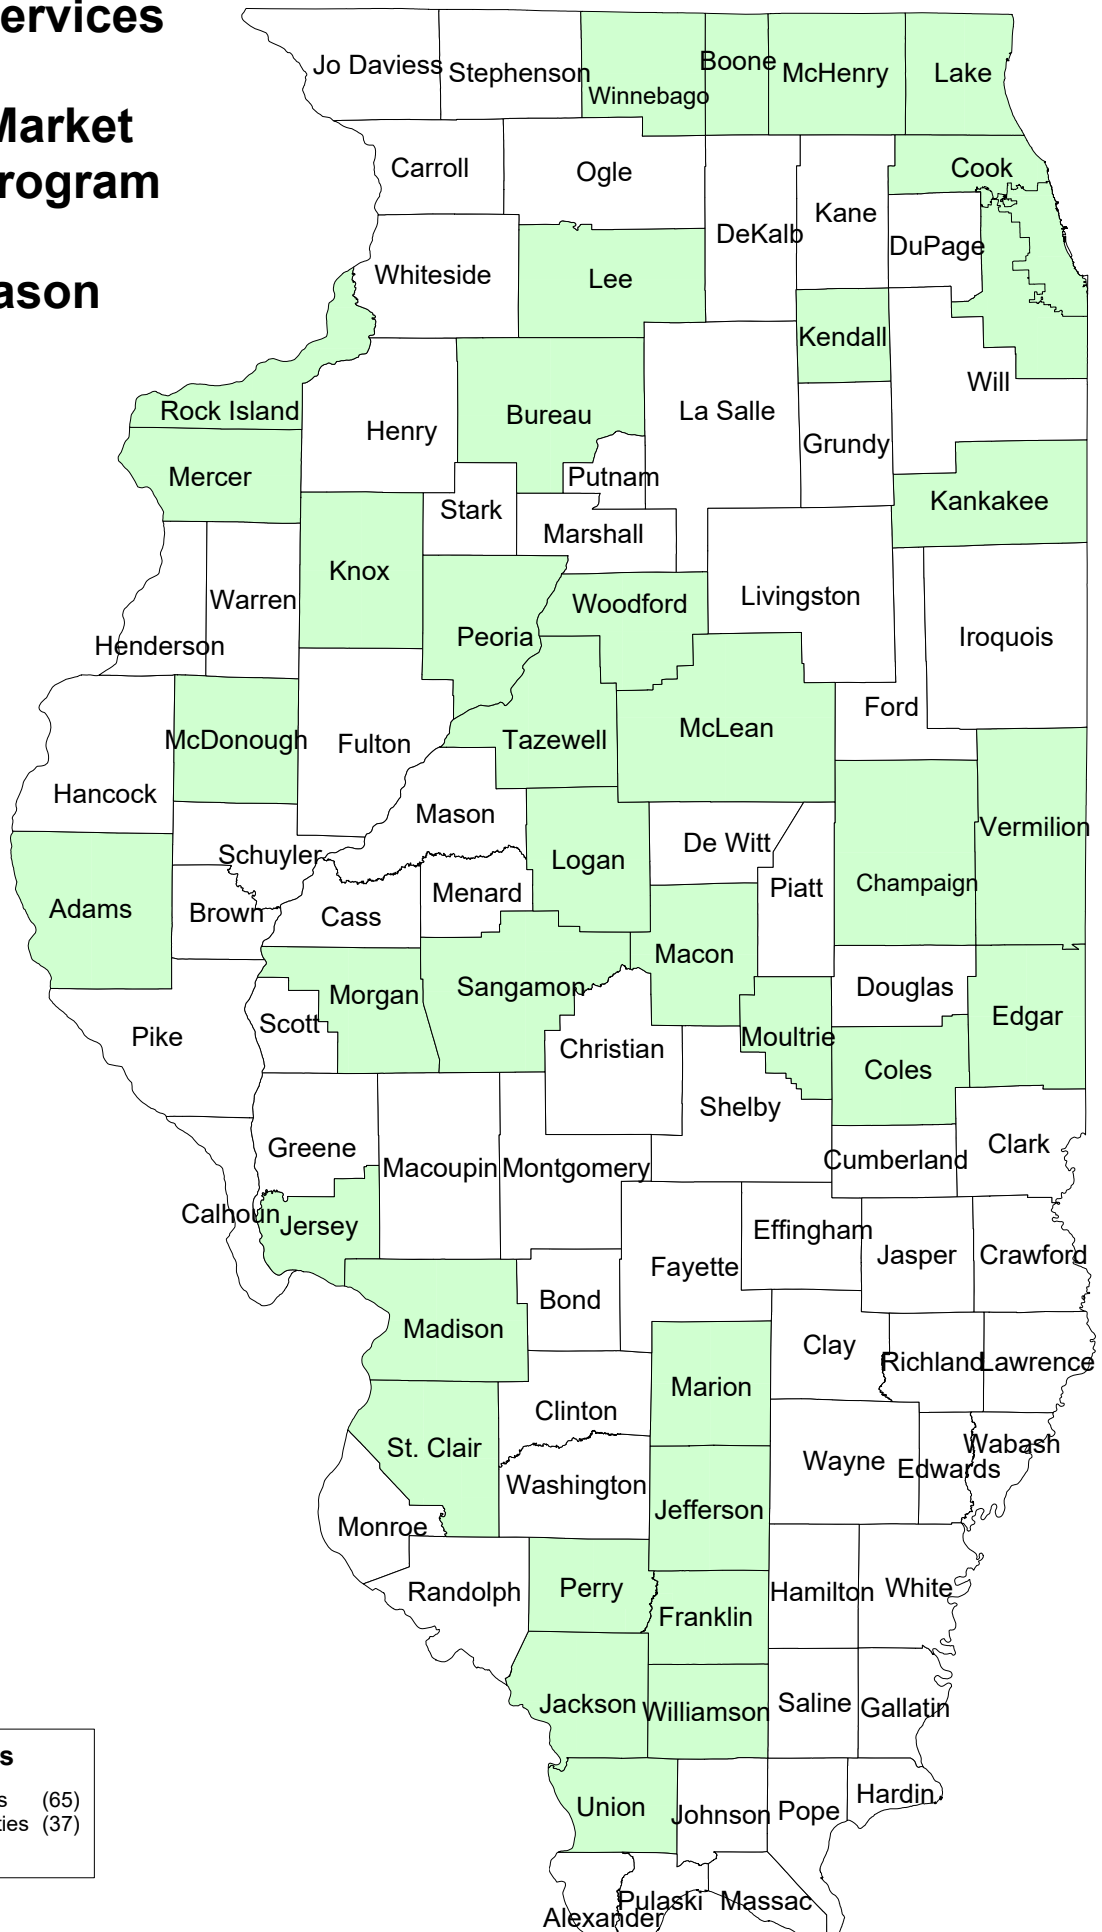 ervices
Market
rogram
ason
Jo Daviess
Stephenson
Winnebago
Boone
McHenry
Lake
Carroll
Ogle
DeKalb
Kane
Cook
DuPage
Whiteside
Lee
Kendall
Will
Rock Island
Henry
Bureau
La Salle
Grundy
Mercer
Putnam
Kankakee
Stark
Marshall
Knox
Warren
Henderson
Peoria
Woodford
Livingston
Iroquois
Ford
McDonough
Fulton
Tazewell
McLean
Hancock
Mason
Vermilion
Schuyler
Logan
De Witt
Piatt
Champaign
Adams
Brown
Cass
Menard
Macon
Morgan
Sangamon
Douglas
Edgar
Pike
Scott
Christian
Moultrie
Coles
Shelby
Greene
Macoupin
Montgomery
Cumberland
Clark
Calhoun
Jersey
Effingham
Fayette
Jasper
Crawford
Bond
Madison
Clay
Richland
Lawrence
Marion
Clinton
St. Clair
Wayne
Edwards
Wabash
Washington
Jefferson
Monroe
Randolph
Perry
Franklin
Hamilton
White
Jackson
Williamson
Saline
Gallatin
Union
Johnson
Pope
Hardin
Pulaski
Massac
Alexander
s
s (65)
ties (37)